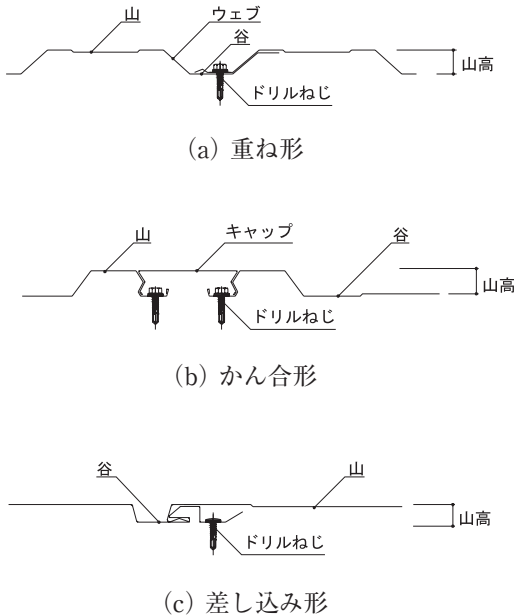 山
ウェブ
谷
山高
ドリルねじ
(a) 重ね形
山
キャップ
谷
山高
ドリルねじ
(b) かん合形
谷
山
山高
ドリルねじ
(c) 差し込み形